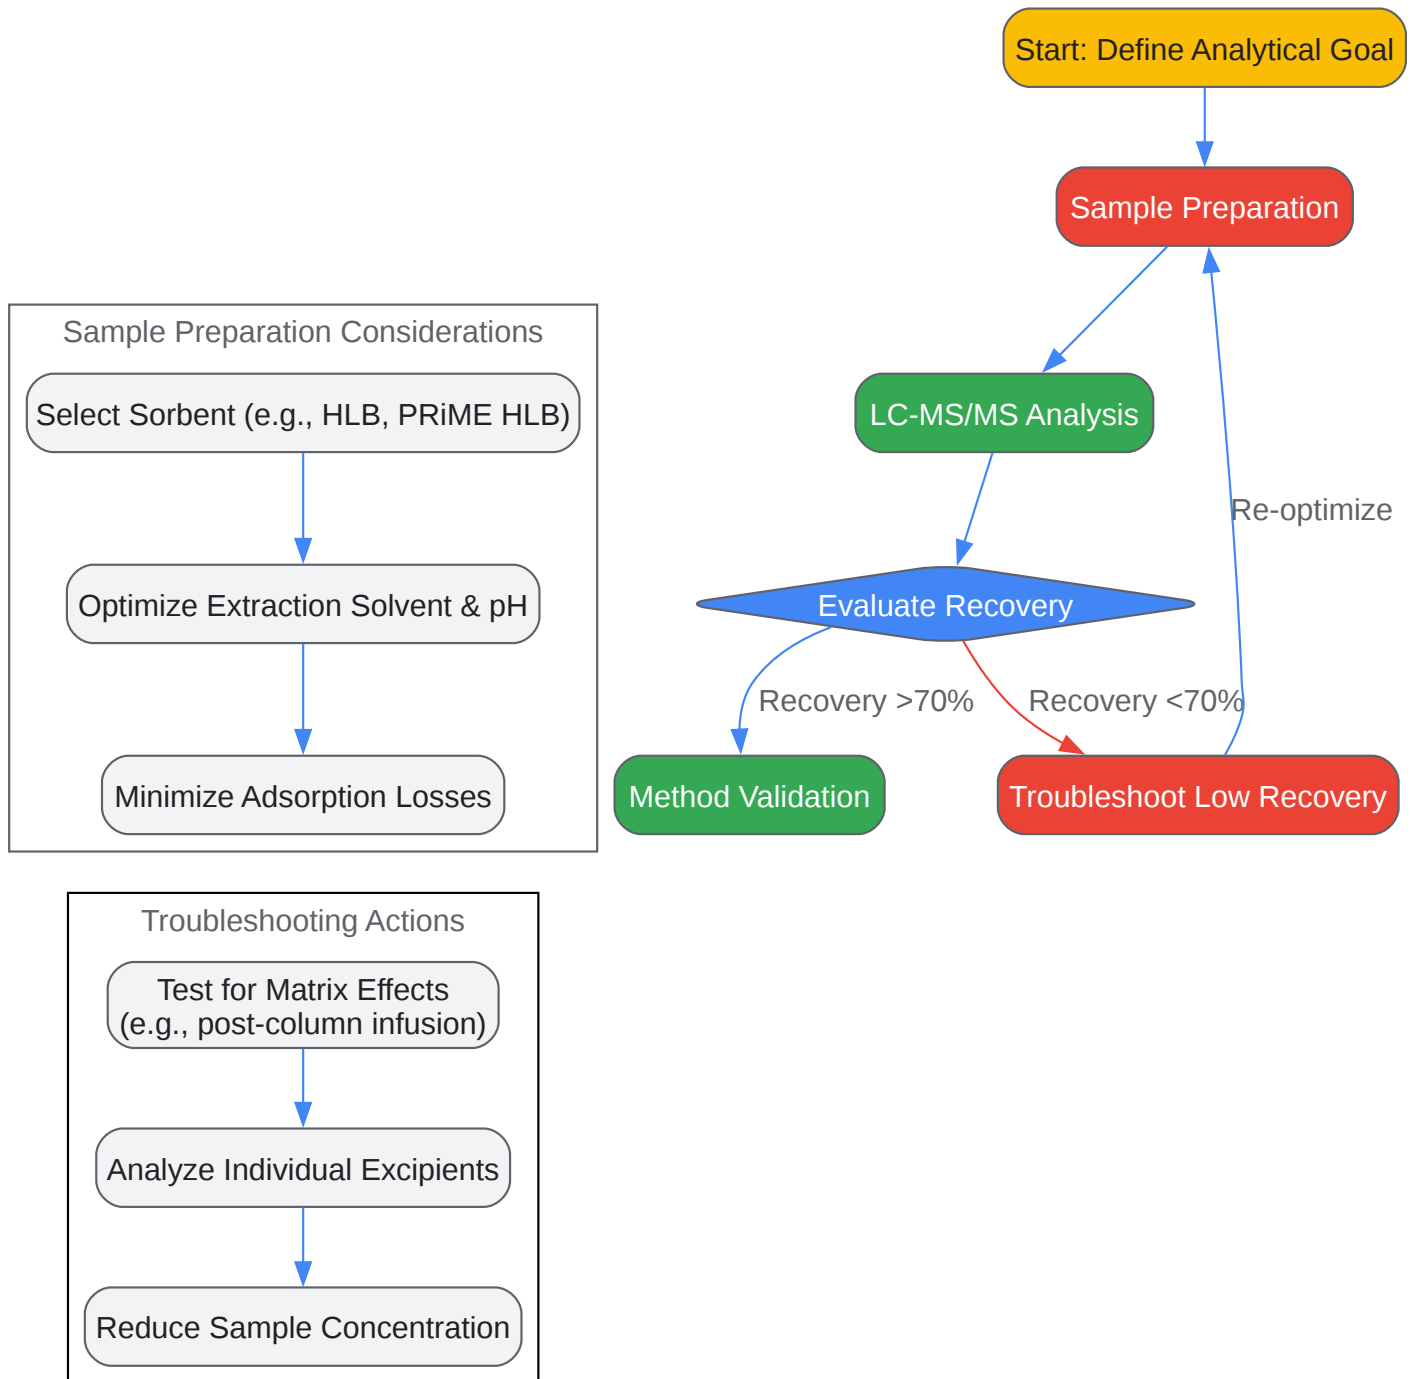 Start: Define Analytical Goal
Sample Preparation
Sample Preparation Considerations
Select Sorbent (e.g., HLB, PRiME HLB)
LC-MS/MS Analysis
Re-optimize
Optimize Extraction Solvent & pH
Evaluate Recovery
Recovery >70%
Recovery <70%
Minimize Adsorption Losses
Method Validation
Troubleshoot Low Recovery
Troubleshooting Actions
Test for Matrix Effects
(e.g., post-column infusion)
Analyze Individual Excipients
Reduce Sample Concentration